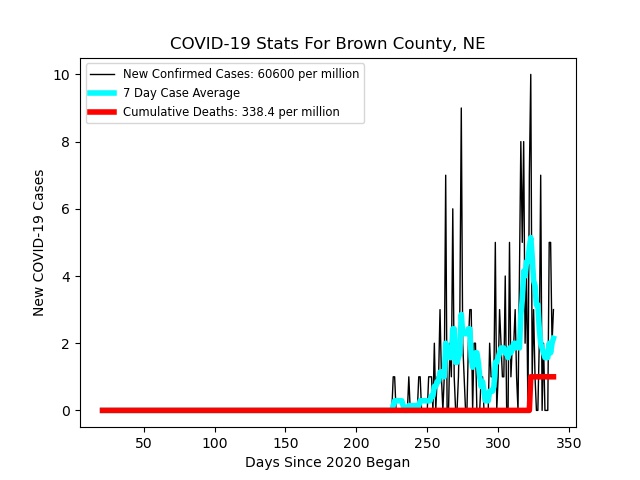 COVID-19 Stats For Brown County, NE
New Confirmed Cases: 60600 per million
7 Day Case Average
Cumulative Deaths: 338.4 per million
New COVID-19 Cases
10
8
6
4
2
0
50 100 150 200 250 300 350
Days Since 2020 Began